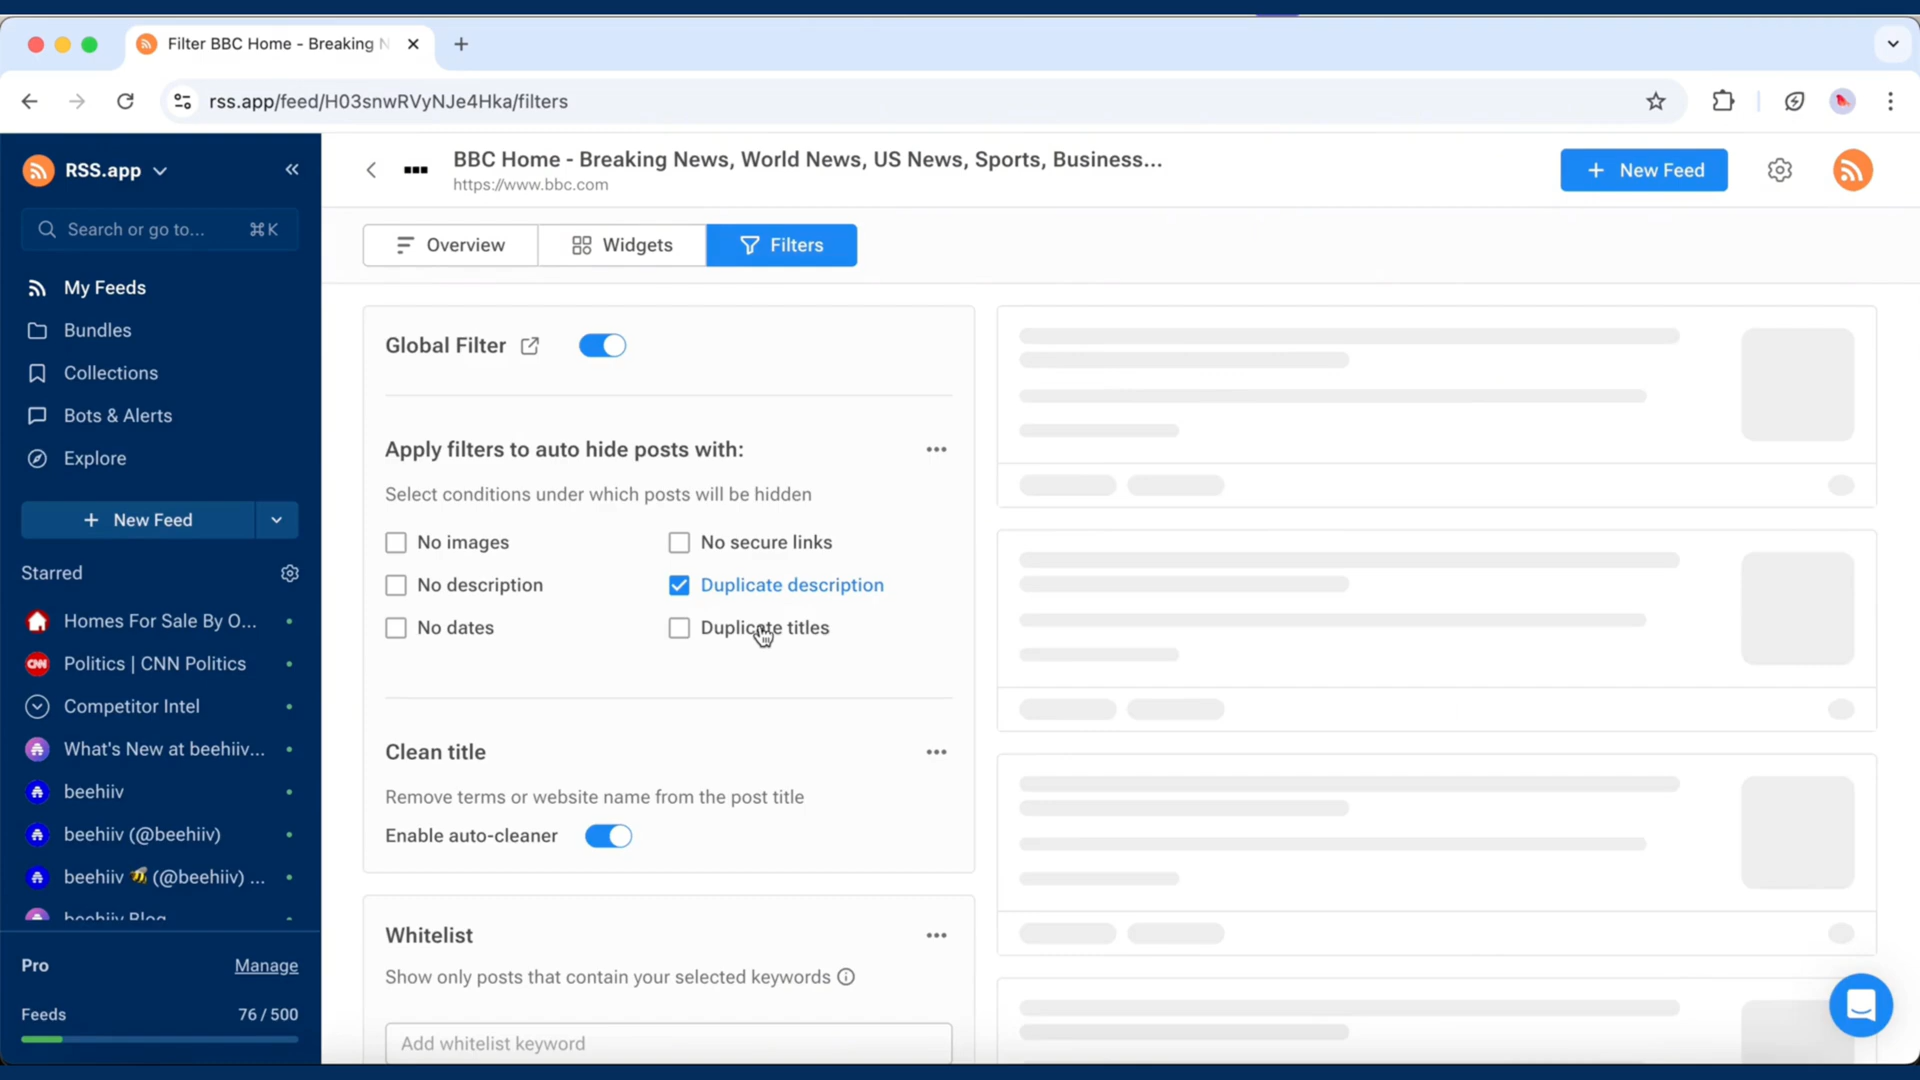 Filter BBC Home - Breaking N
rss.app/feed/H03snwRVyNJe4Hka/filters
RSS.app
Search or go to... ⌘K
My Feeds
Bundles
Collections
Bots & Alerts
Explore
+ New Feed
Starred
Homes For Sale By O...
Politics | CNN Politics
Competitor Intel
What's New at beehiiv...
beehiiv
beehiiv (@beehiiv)
beehiiv 🐝 (@beehiiv) ...
beehiiv Blog
Pro Manage
Feeds 76 / 500
BBC Home - Breaking News, World News, US News, Sports, Business...
https://www.bbc.com
+ New Feed
Overview
Widgets
Filters
Global Filter
Apply filters to auto hide posts with:
Select conditions under which posts will be hidden
No images
No secure links
No description
Duplicate description
No dates
Duplicate titles
Clean title
Remove terms or website name from the post title
Enable auto-cleaner
Whitelist
Show only posts that contain your selected keywords
Add whitelist keyword